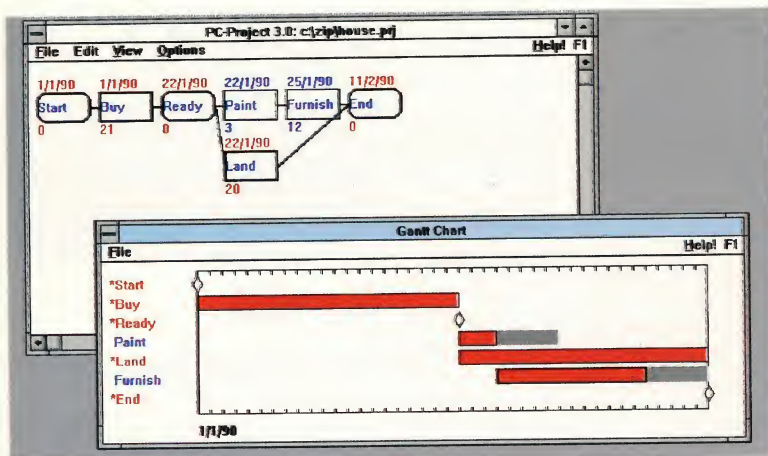 PC-Project 3.0: c:\zip\house.prj
File Edit View Options Help! F1
1/1/90 1/1/90 22/1/90 22/1/90 25/1/90 11/2/90
Start Buy Ready Paint Furnish End
0 21 0 3 12 0
22/1/90
Land
20
Gantt Chart
File Help! F1
*Start
*Buy
*Ready
Paint
*Land
Furnish
*End
1/1/90